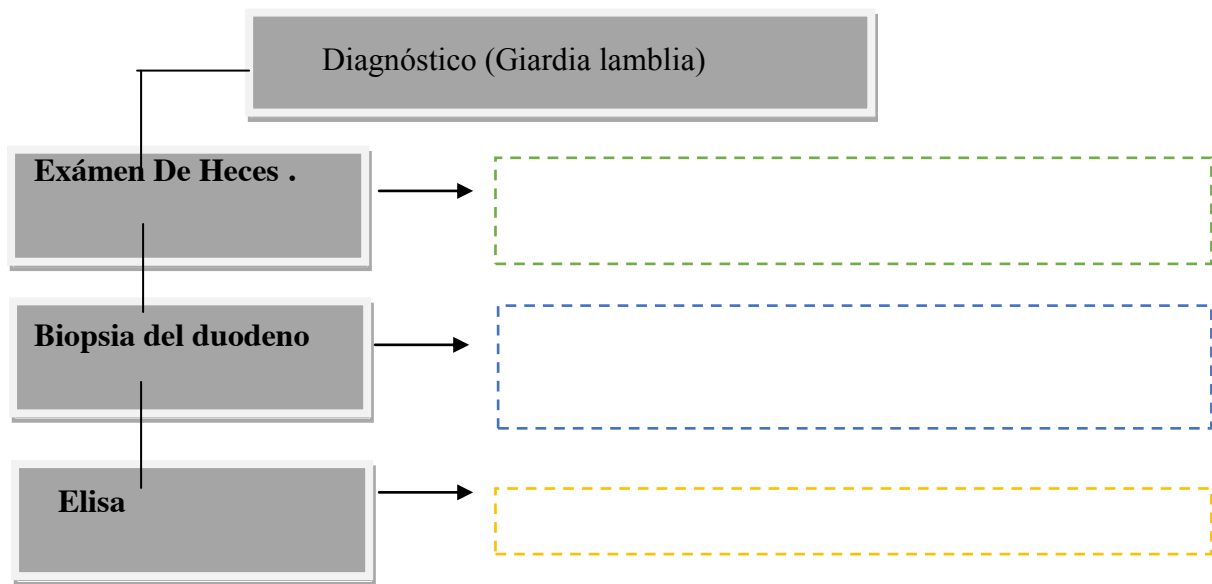 Diagnóstico (Giardia lamblia)
Exámen De Heces .
Biopsia del duodeno
Elisa